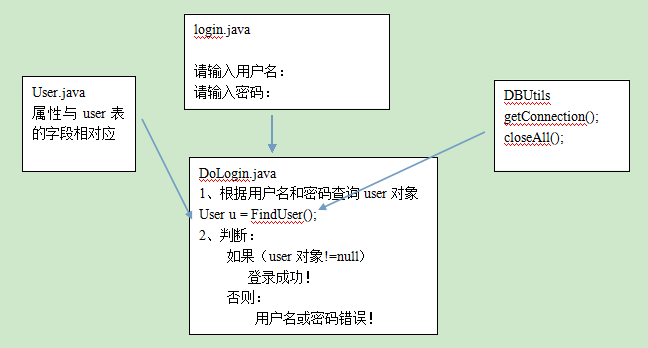 login.java
请输入用户名：
请输入密码：
User.java
属性与 user 表
的字段相对应
DBUtils
getConnection();
closeAll();
DoLogin.java
1、根据用户名和密码查询 user 对象
User u = FindUser();
2、判断：
如果（user 对象!=null）
登录成功！
否则：
用户名或密码错误！